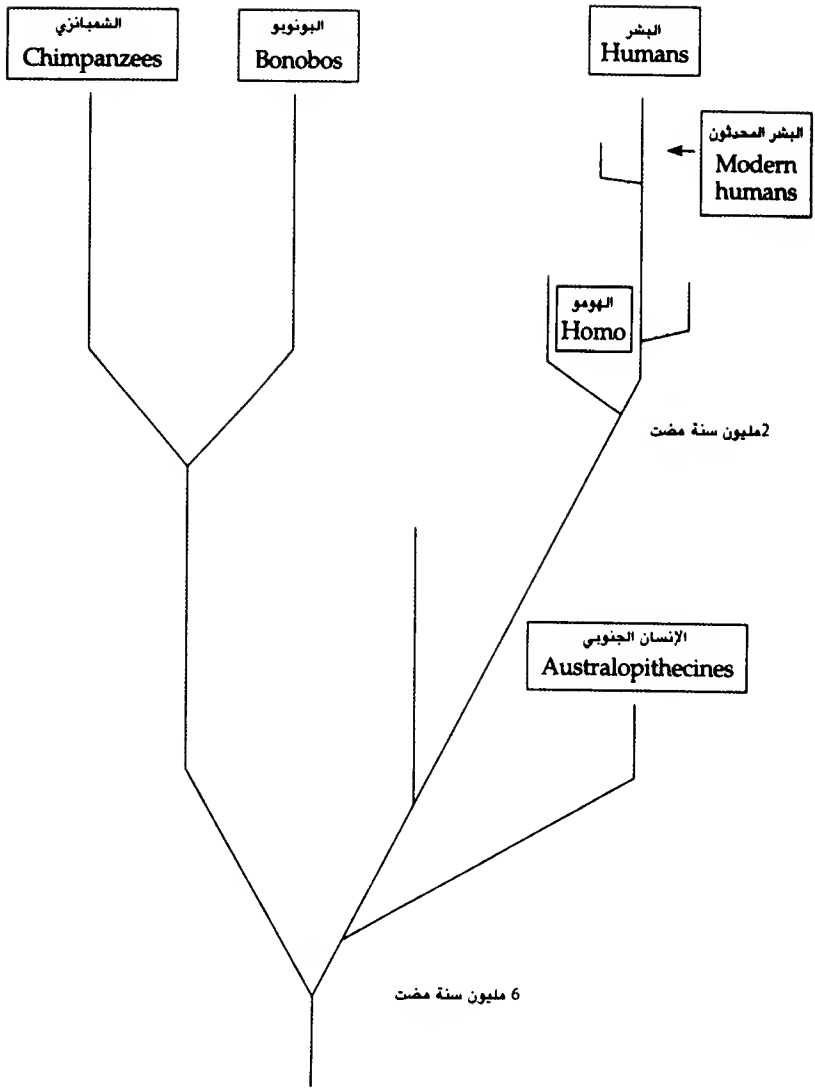 الشمبانزي
Chimpanzees
البونوبو
Bonobos
البشر
Humans
البشر المحدثون
Modern
humans
الهومو
Homo
2مليون سنة مضت
الإنسان الجنوبي
Australopithecines
6 مليون سنة مضت